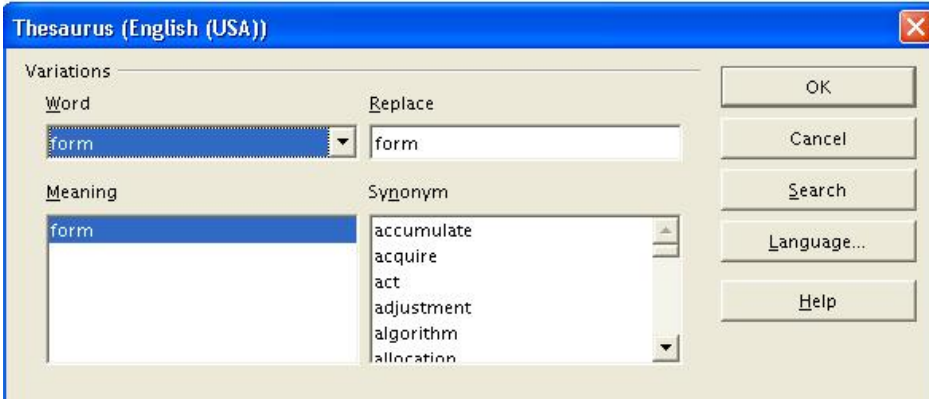 Thesaurus (English (USA))
Variations
Word
Replace
OK
form
form
Cancel
Meaning
Synonym
Search
form
accumulate
acquire
Language...
act
adjustment
Help
algorithm
allocation